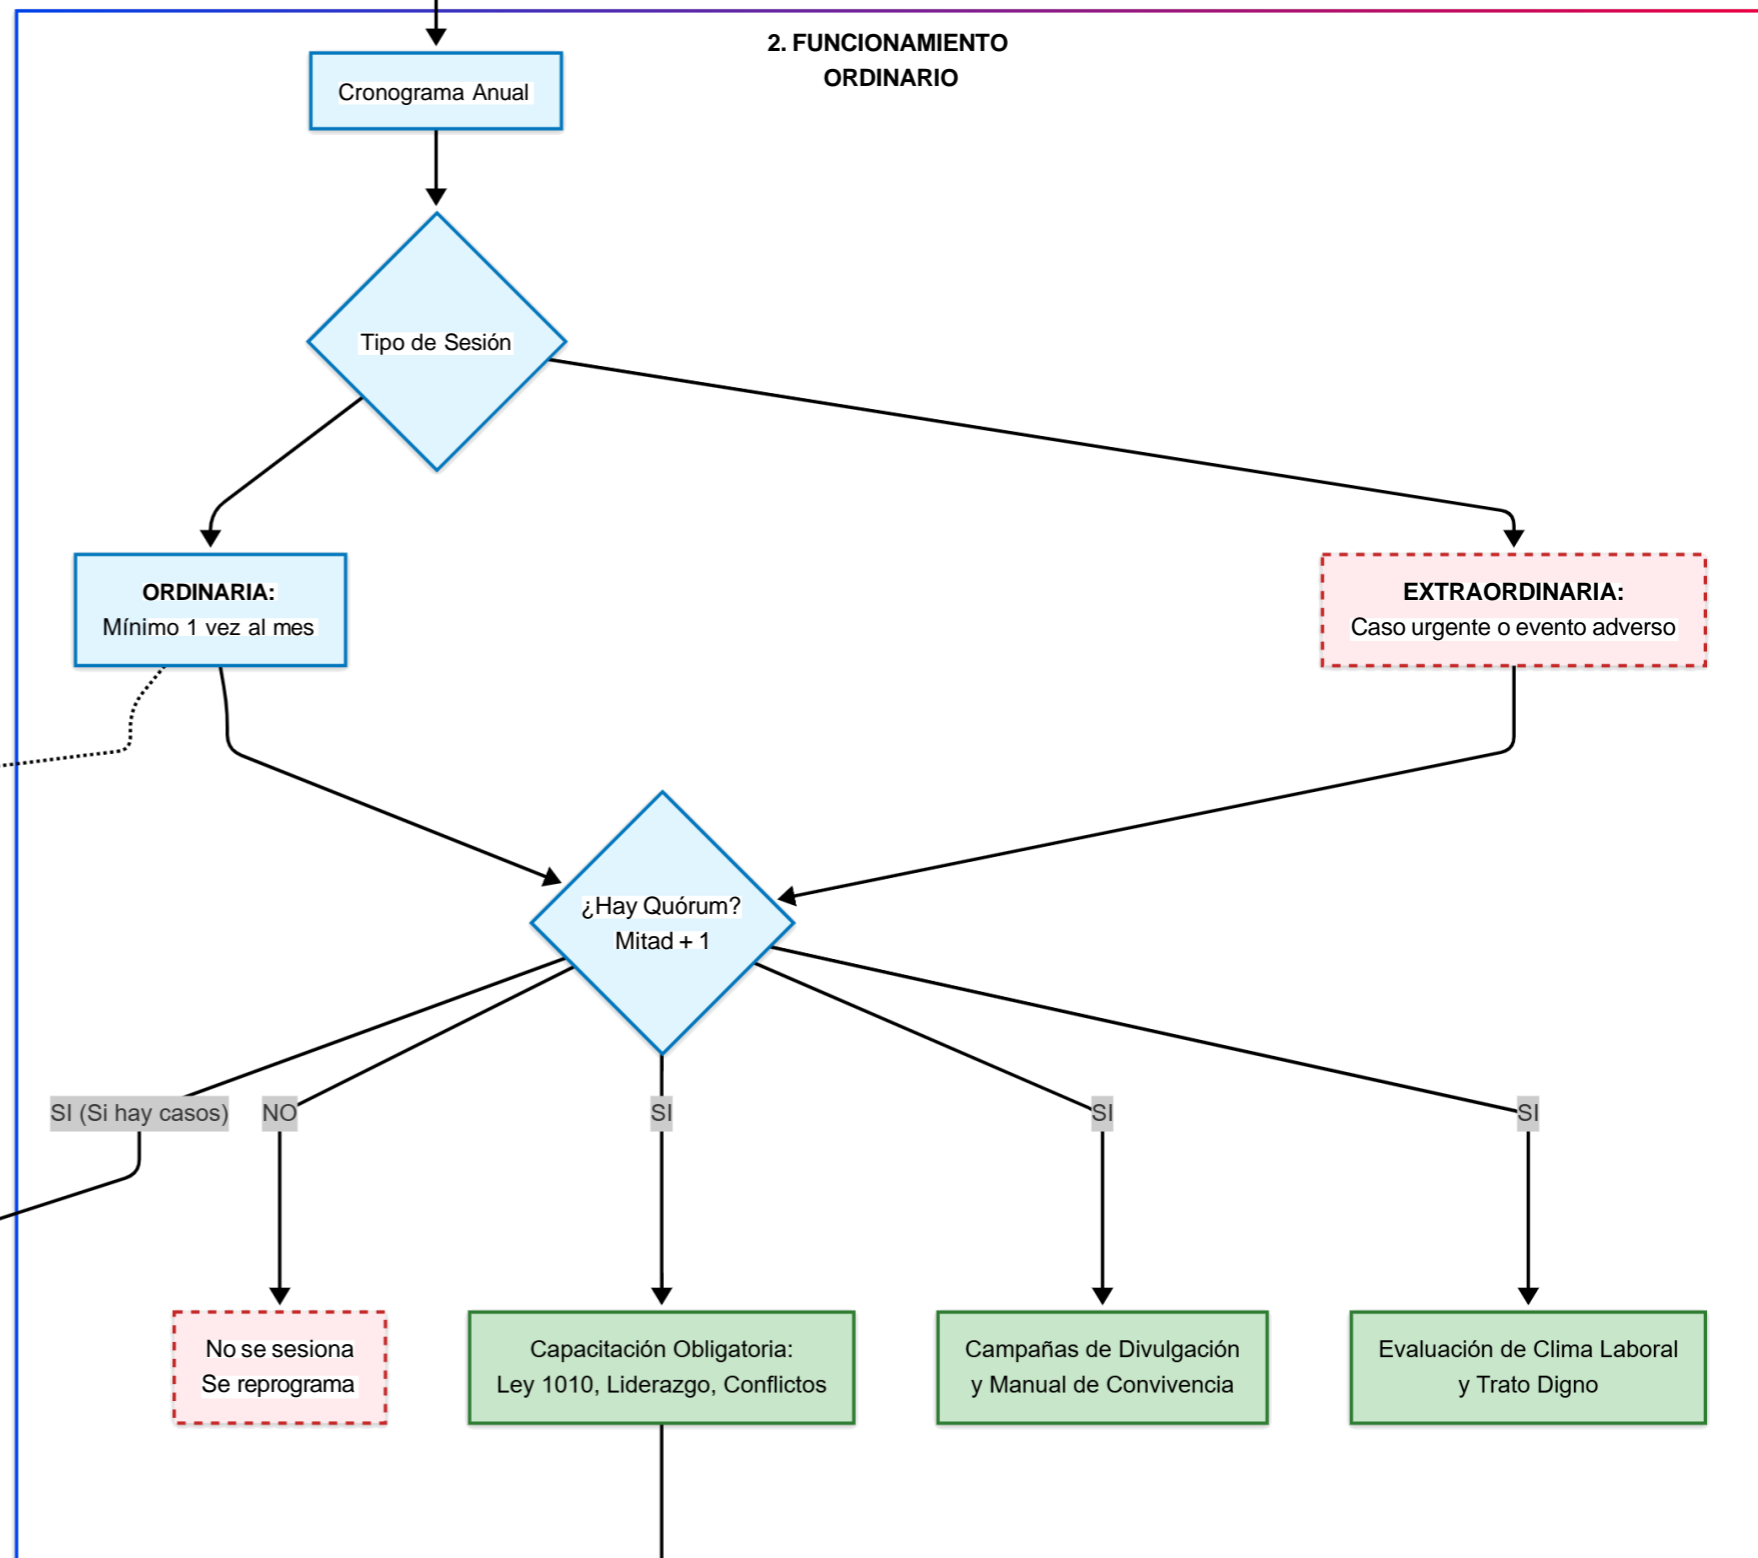 2. FUNCIONAMIENTO
ORDINARIO
Cronograma Anual
Tipo de Sesión
ORDINARIA:
Mínimo 1 vez al mes
EXTRAORDINARIA:
Caso urgente o evento adverso
¿Hay Quórum?
Mitad + 1
SI (Si hay casos)
NO
SI
SI
SI
No se sesiona
Se reprograma
Capacitación Obligatoria:
Ley 1010, Liderazgo, Conflictos
Campañas de Divulgación
y Manual de Convivencia
Evaluación de Clima Laboral
y Trato Digno